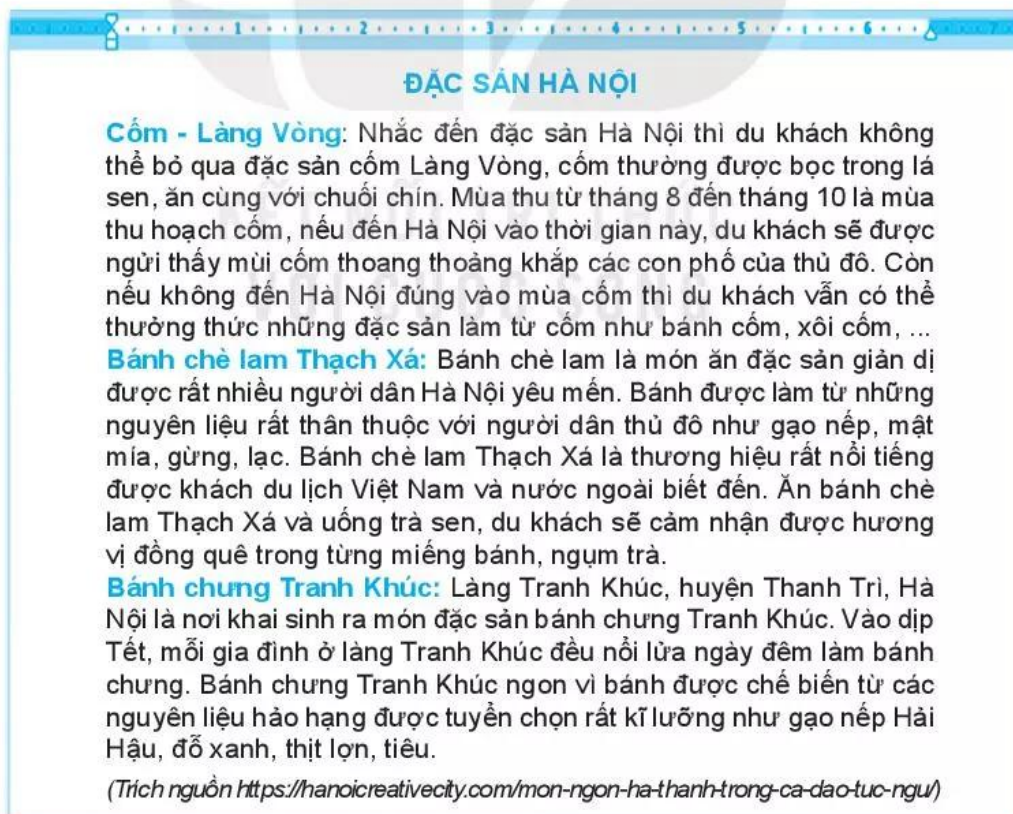 1 2 3 4 5 6 7
ĐẶC SẢN HÀ NỘI
Cốm - Làng Vòng: Nhắc đến đặc sản Hà Nội thì du khách không
thể bỏ qua đặc sản cốm Làng Vòng, cốm thường được bọc trong lá
sen, ăn cùng với chuối chín. Mùa thu từ tháng 8 đến tháng 10 là mùa
thu hoạch cốm, nếu đến Hà Nội vào thời gian này, du khách sẽ được
ngửi thấy mùi cốm thoang thoảng khắp các con phố của thủ đô. Còn
nếu không đến Hà Nội đúng vào mùa cốm thì du khách vẫn có thể
thưởng thức những đặc sản làm từ cốm như bánh cốm, xôi cốm, ...
Bánh chè lam Thạch Xá: Bánh chè lam là món ăn đặc sản giản dị
được rất nhiều người dân Hà Nội yêu mến. Bánh được làm từ những
nguyên liệu rất thân thuộc với người dân thủ đô như gạo nếp, mật
mía, gừng, lạc. Bánh chè lam Thạch Xá là thương hiệu rất nổi tiếng
được khách du lịch Việt Nam và nước ngoài biết đến. Ăn bánh chè
lam Thạch Xá và uống trà sen, du khách sẽ cảm nhận được hương
vị đồng quê trong từng miếng bánh, ngụm trà.
Bánh chưng Tranh Khúc: Làng Tranh Khúc, huyện Thanh Trì, Hà
Nội là nơi khai sinh ra món đặc sản bánh chưng Tranh Khúc. Vào dịp
Tết, mỗi gia đình ở làng Tranh Khúc đều nổi lửa ngày đêm làm bánh
chưng. Bánh chưng Tranh Khúc ngon vì bánh được chế biến từ các
nguyên liệu hảo hạng được tuyển chọn rất kĩ lưỡng như gạo nếp Hải
Hậu, đỗ xanh, thịt lợn, tiêu.
(Trích nguồn https://hanoicreativecity.com/mon-ngon-ha-thanh-trong-ca-dao-tuc-ngu/)